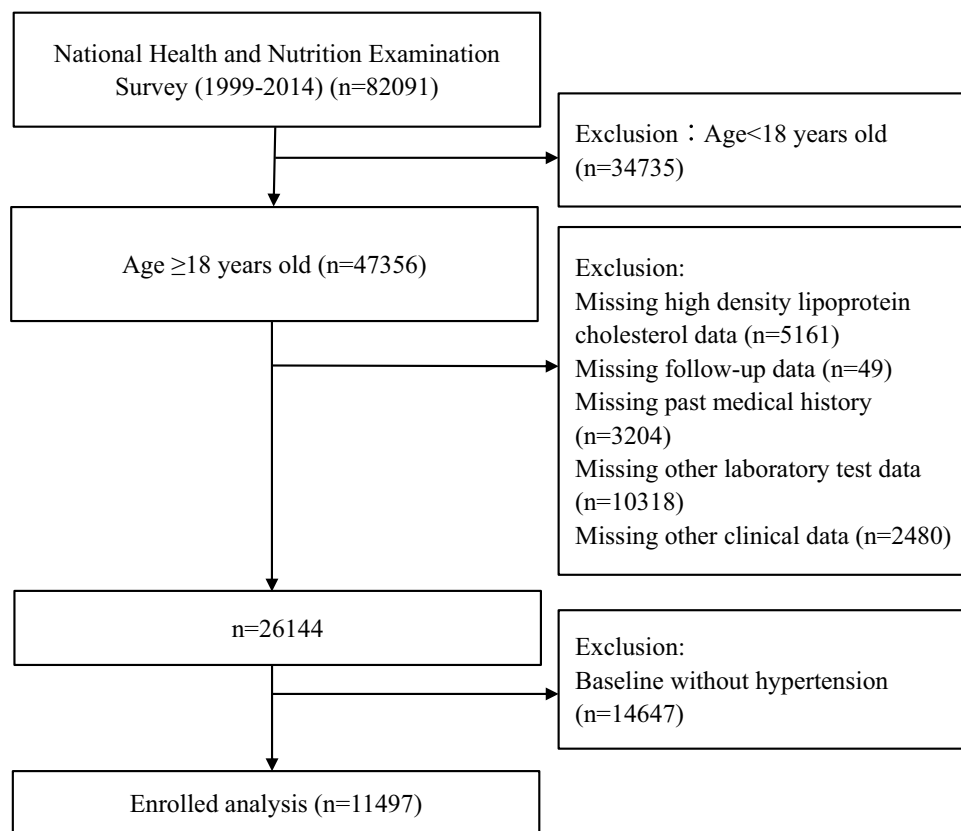 National Health and Nutrition Examination
Survey (1999-2014) (n=82091)
Exclusion：Age<18 years old
(n=34735)
Age ≥18 years old (n=47356)
Exclusion:
Missing high density lipoprotein
cholesterol data (n=5161)
Missing follow-up data (n=49)
Missing past medical history
(n=3204)
Missing other laboratory test data
(n=10318)
Missing other clinical data (n=2480)
n=26144
Exclusion:
Baseline without hypertension
(n=14647)
Enrolled analysis (n=11497)